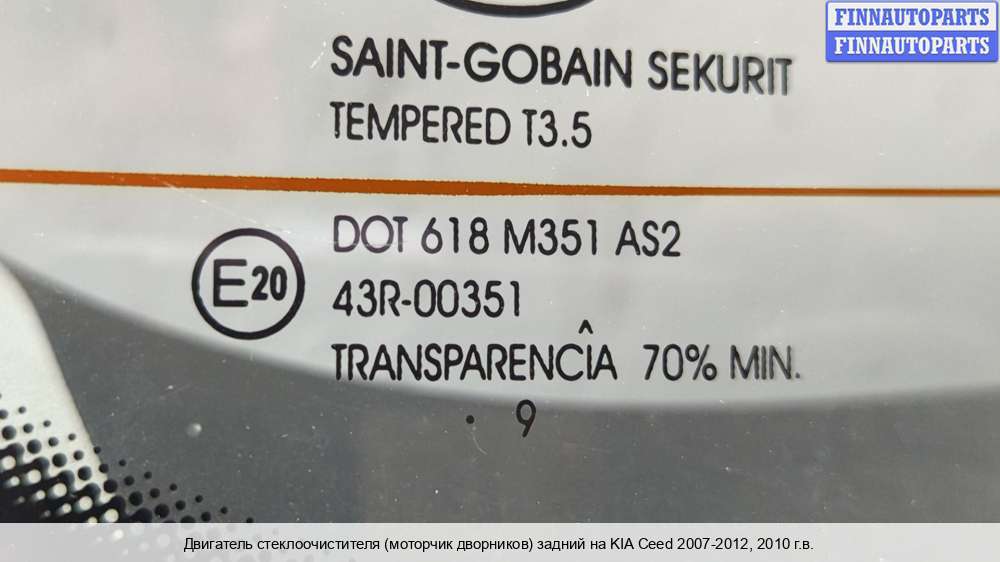 FINNAUTOPARTS
FINNAUTOPARTS
SAINT-GOBAIN SEKURIT
TEMPERED T3.5
DOT 618 M351 AS2
E20
43R-00351
TRANSPARENCÎA 70% MIN.
. 9
Двигатель стеклоочистителя (моторчик дворников) задний на KIA Ceed 2007-2012, 2010 г.в.